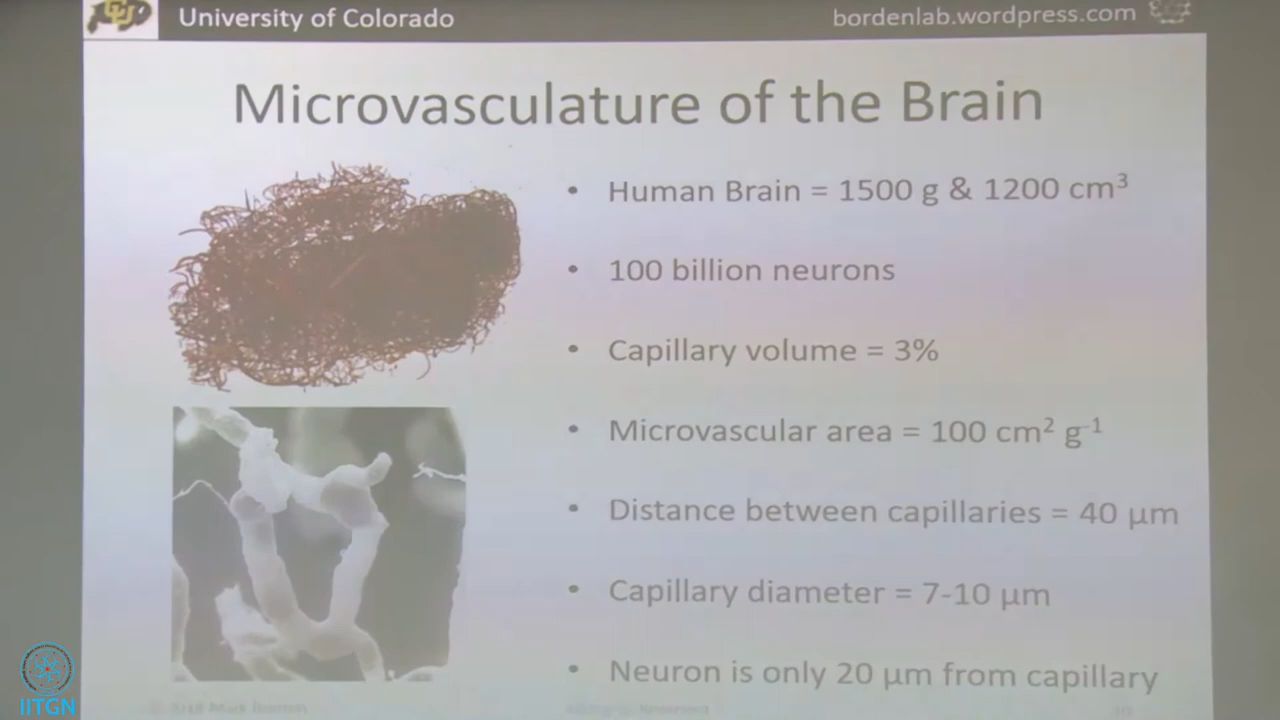 University of Colorado
bordenlab.wordpress.com
Microvasculature of the Brain
• Human Brain = 1500 g & 1200 cm³
• 100 billion neurons
• Capillary volume = 3%
• Microvascular area = 100 cm² g⁻¹
• Distance between capillaries = 40 µm
• Capillary diameter = 7-10 µm
• Neuron is only 20 µm from capillary
IITGN